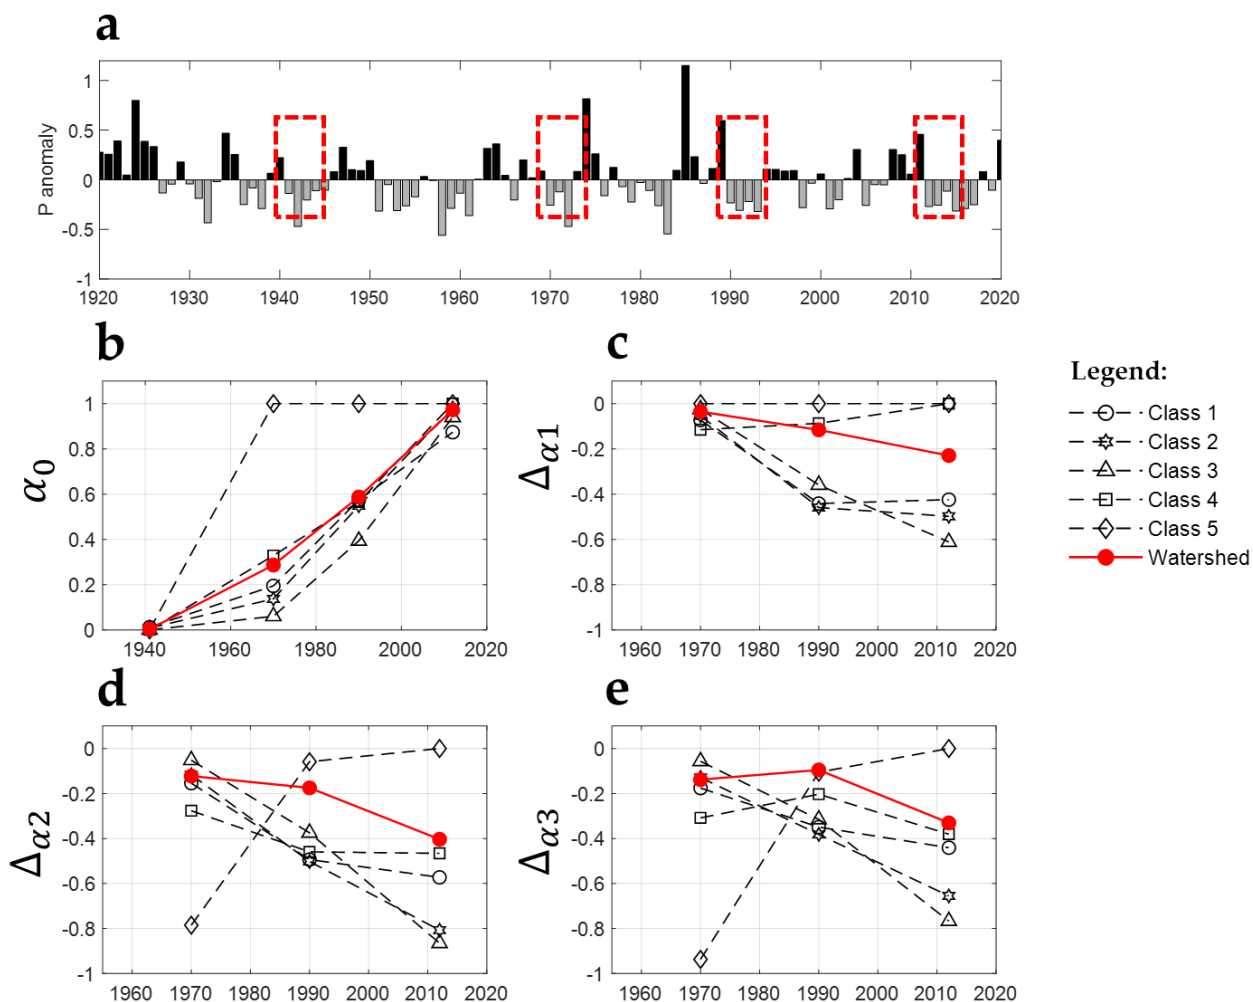 a
P anomaly
1
0.5
0
-0.5
-1
1920 1930 1940 1950 1960 1970 1980 1990 2000 2010 2020
b
α0
1
0.8
0.6
0.4
0.2
0
1940 1960 1980 2000 2020
c
Δα1
0
-0.2
-0.4
-0.6
-0.8
-1
1960 1970 1980 1990 2000 2010 2020
Legend:
Class 1
Class 2
Class 3
Class 4
Class 5
Watershed
d
Δα2
0
-0.2
-0.4
-0.6
-0.8
-1
1960 1970 1980 1990 2000 2010 2020
e
Δα3
0
-0.2
-0.4
-0.6
-0.8
-1
1960 1970 1980 1990 2000 2010 2020